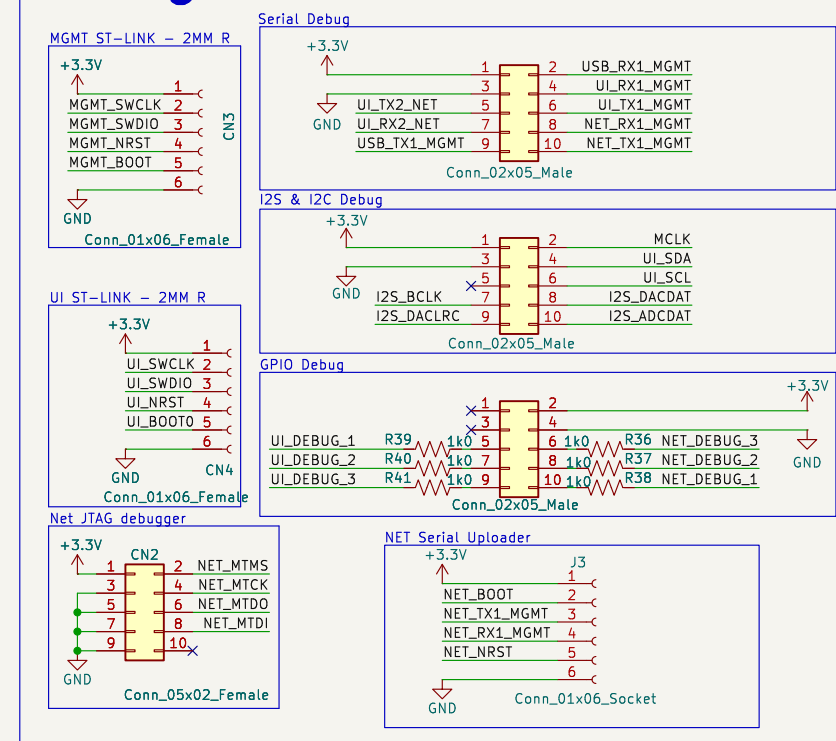 MGMT ST-LINK - 2MM R
+3.3V
1
MGMT_SWCLK 2
MGMT_SWDIO 3
MGMT_NRST 4
MGMT_BOOT 5
6
GND
CN3
Conn_01x06_Female
UI ST-LINK - 2MM R
+3.3V
1
UI_SWCLK 2
UI_SWDIO 3
UI_NRST 4
UI_BOOT0 5
6
GND
CN4
Conn_01x06_Female
Net JTAG debugger
+3.3V
CN2
1 2 NET_MTMS
3 4 NET_MTCK
5 6 NET_MTDO
7 8 NET_MTDI
9 10
GND
Conn_05x02_Female
Serial Debug
+3.3V
1 2 USB_RX1_MGMT
3 4 UI_RX1_MGMT
GND
UI_TX2_NET 5 6 UI_TX1_MGMT
UI_RX2_NET 7 8 NET_RX1_MGMT
USB_TX1_MGMT 9 10 NET_TX1_MGMT
Conn_02x05_Male
I2S & I2C Debug
+3.3V
1 2 MCLK
3 4 UI_SDA
GND
5 6 UI_SCL
I2S_BCLK 7 8 I2S_DACDAT
I2S_DACLRC 9 10 I2S_ADCDAT
Conn_02x05_Male
GPIO Debug
+3.3V
1 2
3 4
GND
UI_DEBUG_1 R39 1k0 5 6 1k0 R36 NET_DEBUG_3
UI_DEBUG_2 R40 1k0 7 8 1k0 R37 NET_DEBUG_2
UI_DEBUG_3 R41 1k0 9 10 1k0 R38 NET_DEBUG_1
Conn_02x05_Male
NET Serial Uploader
+3.3V
J3
1
NET_BOOT 2
NET_TX1_MGMT 3
NET_RX1_MGMT 4
NET_NRST 5
6
GND
Conn_01x06_Socket